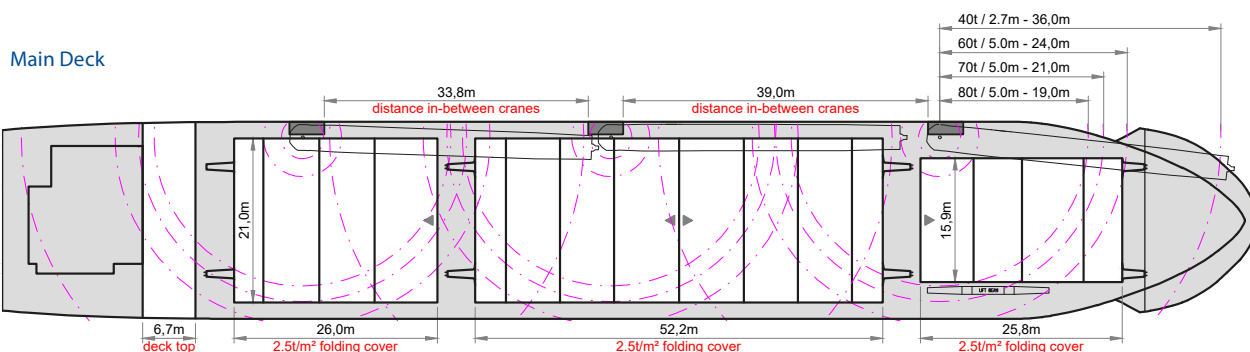 40t / 2.7m - 36,0m
Main Deck
60t / 5.0m - 24,0m
70t / 5.0m - 21,0m
33,8m
39,0m
80t / 5.0m - 19,0m
distance in-between cranes
distance in-between cranes
21,0m
15,9m
LIFT BEAM
6,7m
26,0m
52,2m
25,8m
deck top
2.5t/m² folding cover
2.5t/m² folding cover
2.5t/m² folding cover